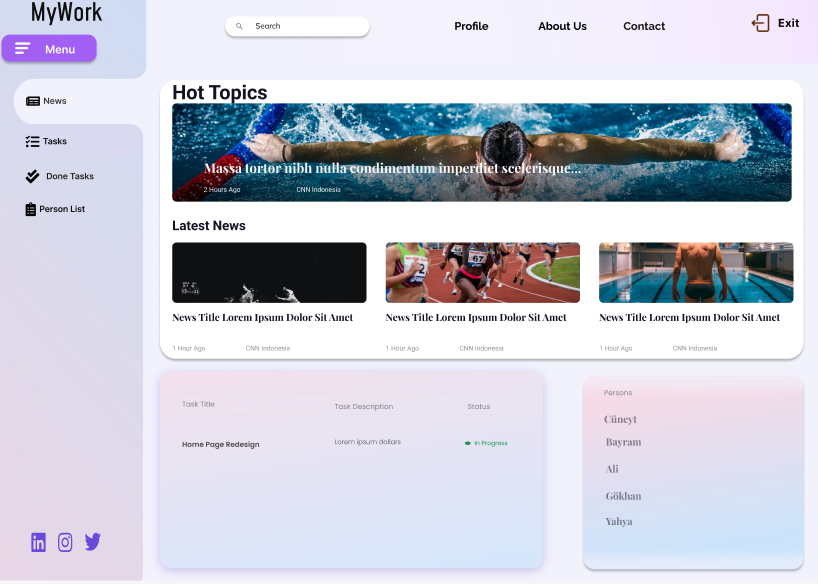 MyWork
Search
Profile
About Us
Contact
Exit
Menu
News
Tasks
Done Tasks
Person List
Hot Topics
Massa tortor nibh nulla condimentum imperdiet scelerisque...
2 Hours Ago
CNN Indonesia
Latest News
2
67
News Title Lorem Ipsum Dolor Sit Amet
1 Hour Ago
CNN Indonesia
News Title Lorem Ipsum Dolor Sit Amet
1 Hour Ago
CNN Indonesia
News Title Lorem Ipsum Dolor Sit Amet
1 Hour Ago
CNN Indonesia
Task Title
Task Description
Status
Home Page Redesign
Lorem ipsum dollars
In Progress
Persons
Cüneyt
Bayram
Ali
Gökhan
Yahya
in